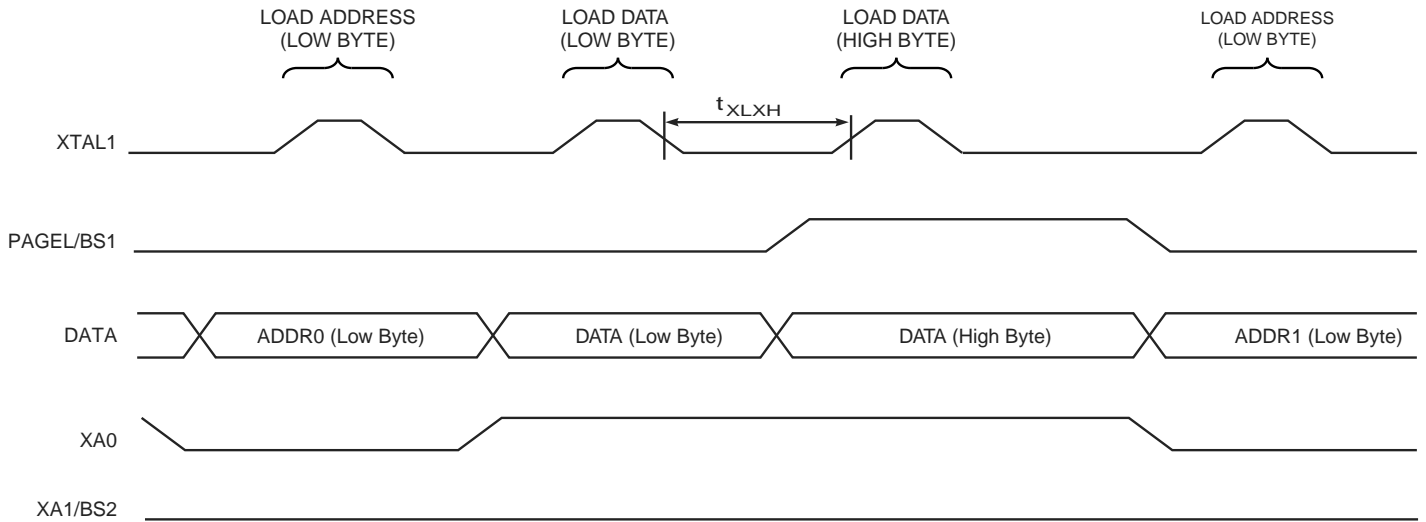 LOAD ADDRESS
(LOW BYTE)
LOAD DATA
(LOW BYTE)
LOAD DATA
(HIGH BYTE)
LOAD ADDRESS
(LOW BYTE)
tXLXH
XTAL1
PAGEL/BS1
DATA
ADDR0 (Low Byte)
DATA (Low Byte)
DATA (High Byte)
ADDR1 (Low Byte)
XA0
XA1/BS2